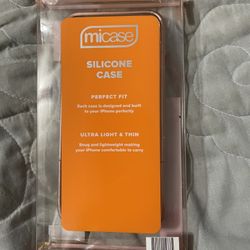 micase
SILICONE
CASE
PERFECT FIT
Each case is designed and built
to your iPhone perfectly
ULTRA LIGHT & THIN
Snug and lightweight making
your iPhone comfortable to carry